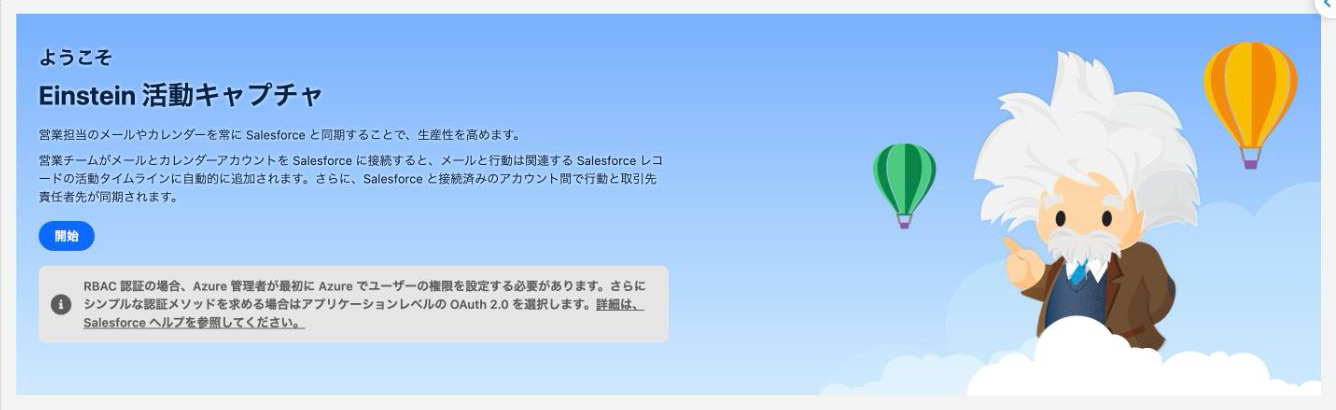 ようこそ
Einstein 活動キャプチャ
営業担当のメールやカレンダーを常に Salesforce と同期することで、生産性を高めます。
営業チームがメールとカレンダーアカウントを Salesforce に接続すると、メールと行動は関連する Salesforce レコ
ードの活動タイムラインに自動的に追加されます。さらに、Salesforce と接続済みのアカウント間で行動と取引先
責任者先が同期されます。
開始
RBAC 認証の場合、Azure 管理者が最初に Azure でユーザーの権限を設定する必要があります。さらに
シンプルな認証メソッドを求める場合はアプリケーションレベルの OAuth 2.0 を選択します。詳細は、
Salesforce ヘルプを参照してください。